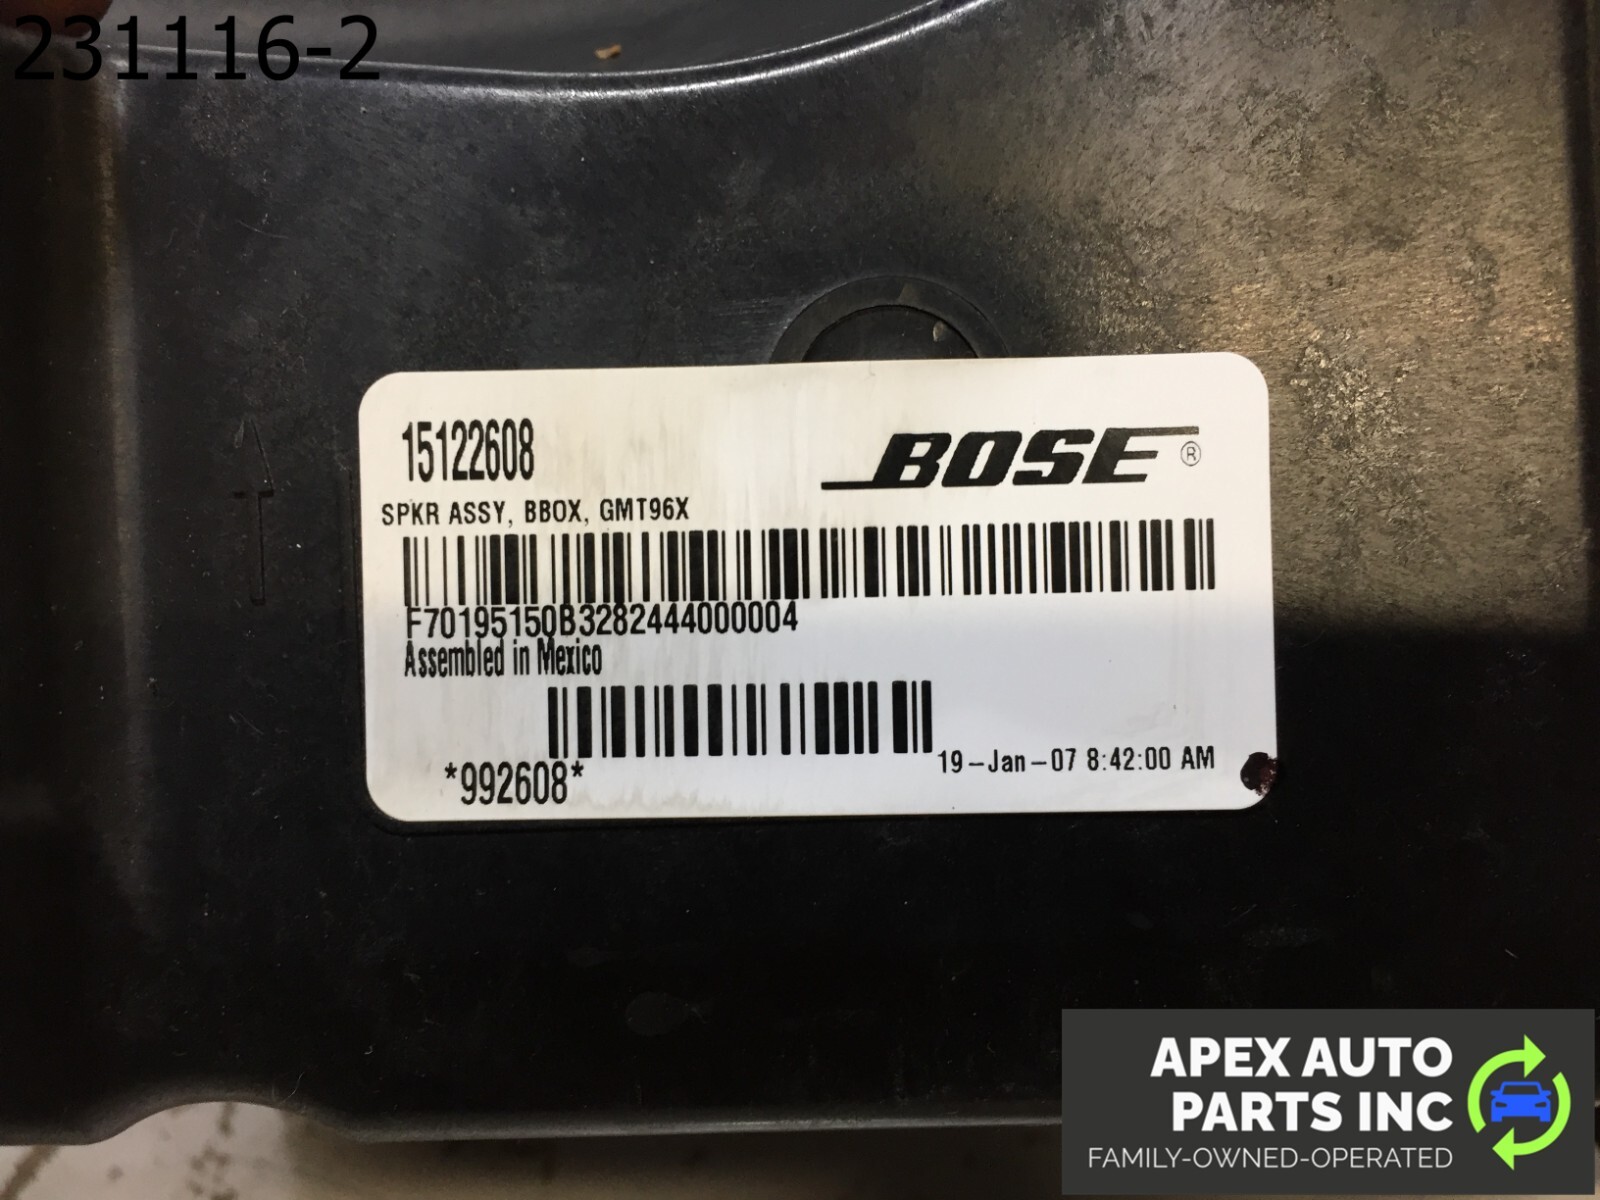 231116-2
15122608
BOSE®
SPKR ASSY, BBOX, GMT96X
F70195150B3282444000004
Assembled in Mexico
*992608*
19-Jan-07 8:42:00 AM
T
APEX AUTO
PARTS INC
FAMILY-OWNED-OPERATED